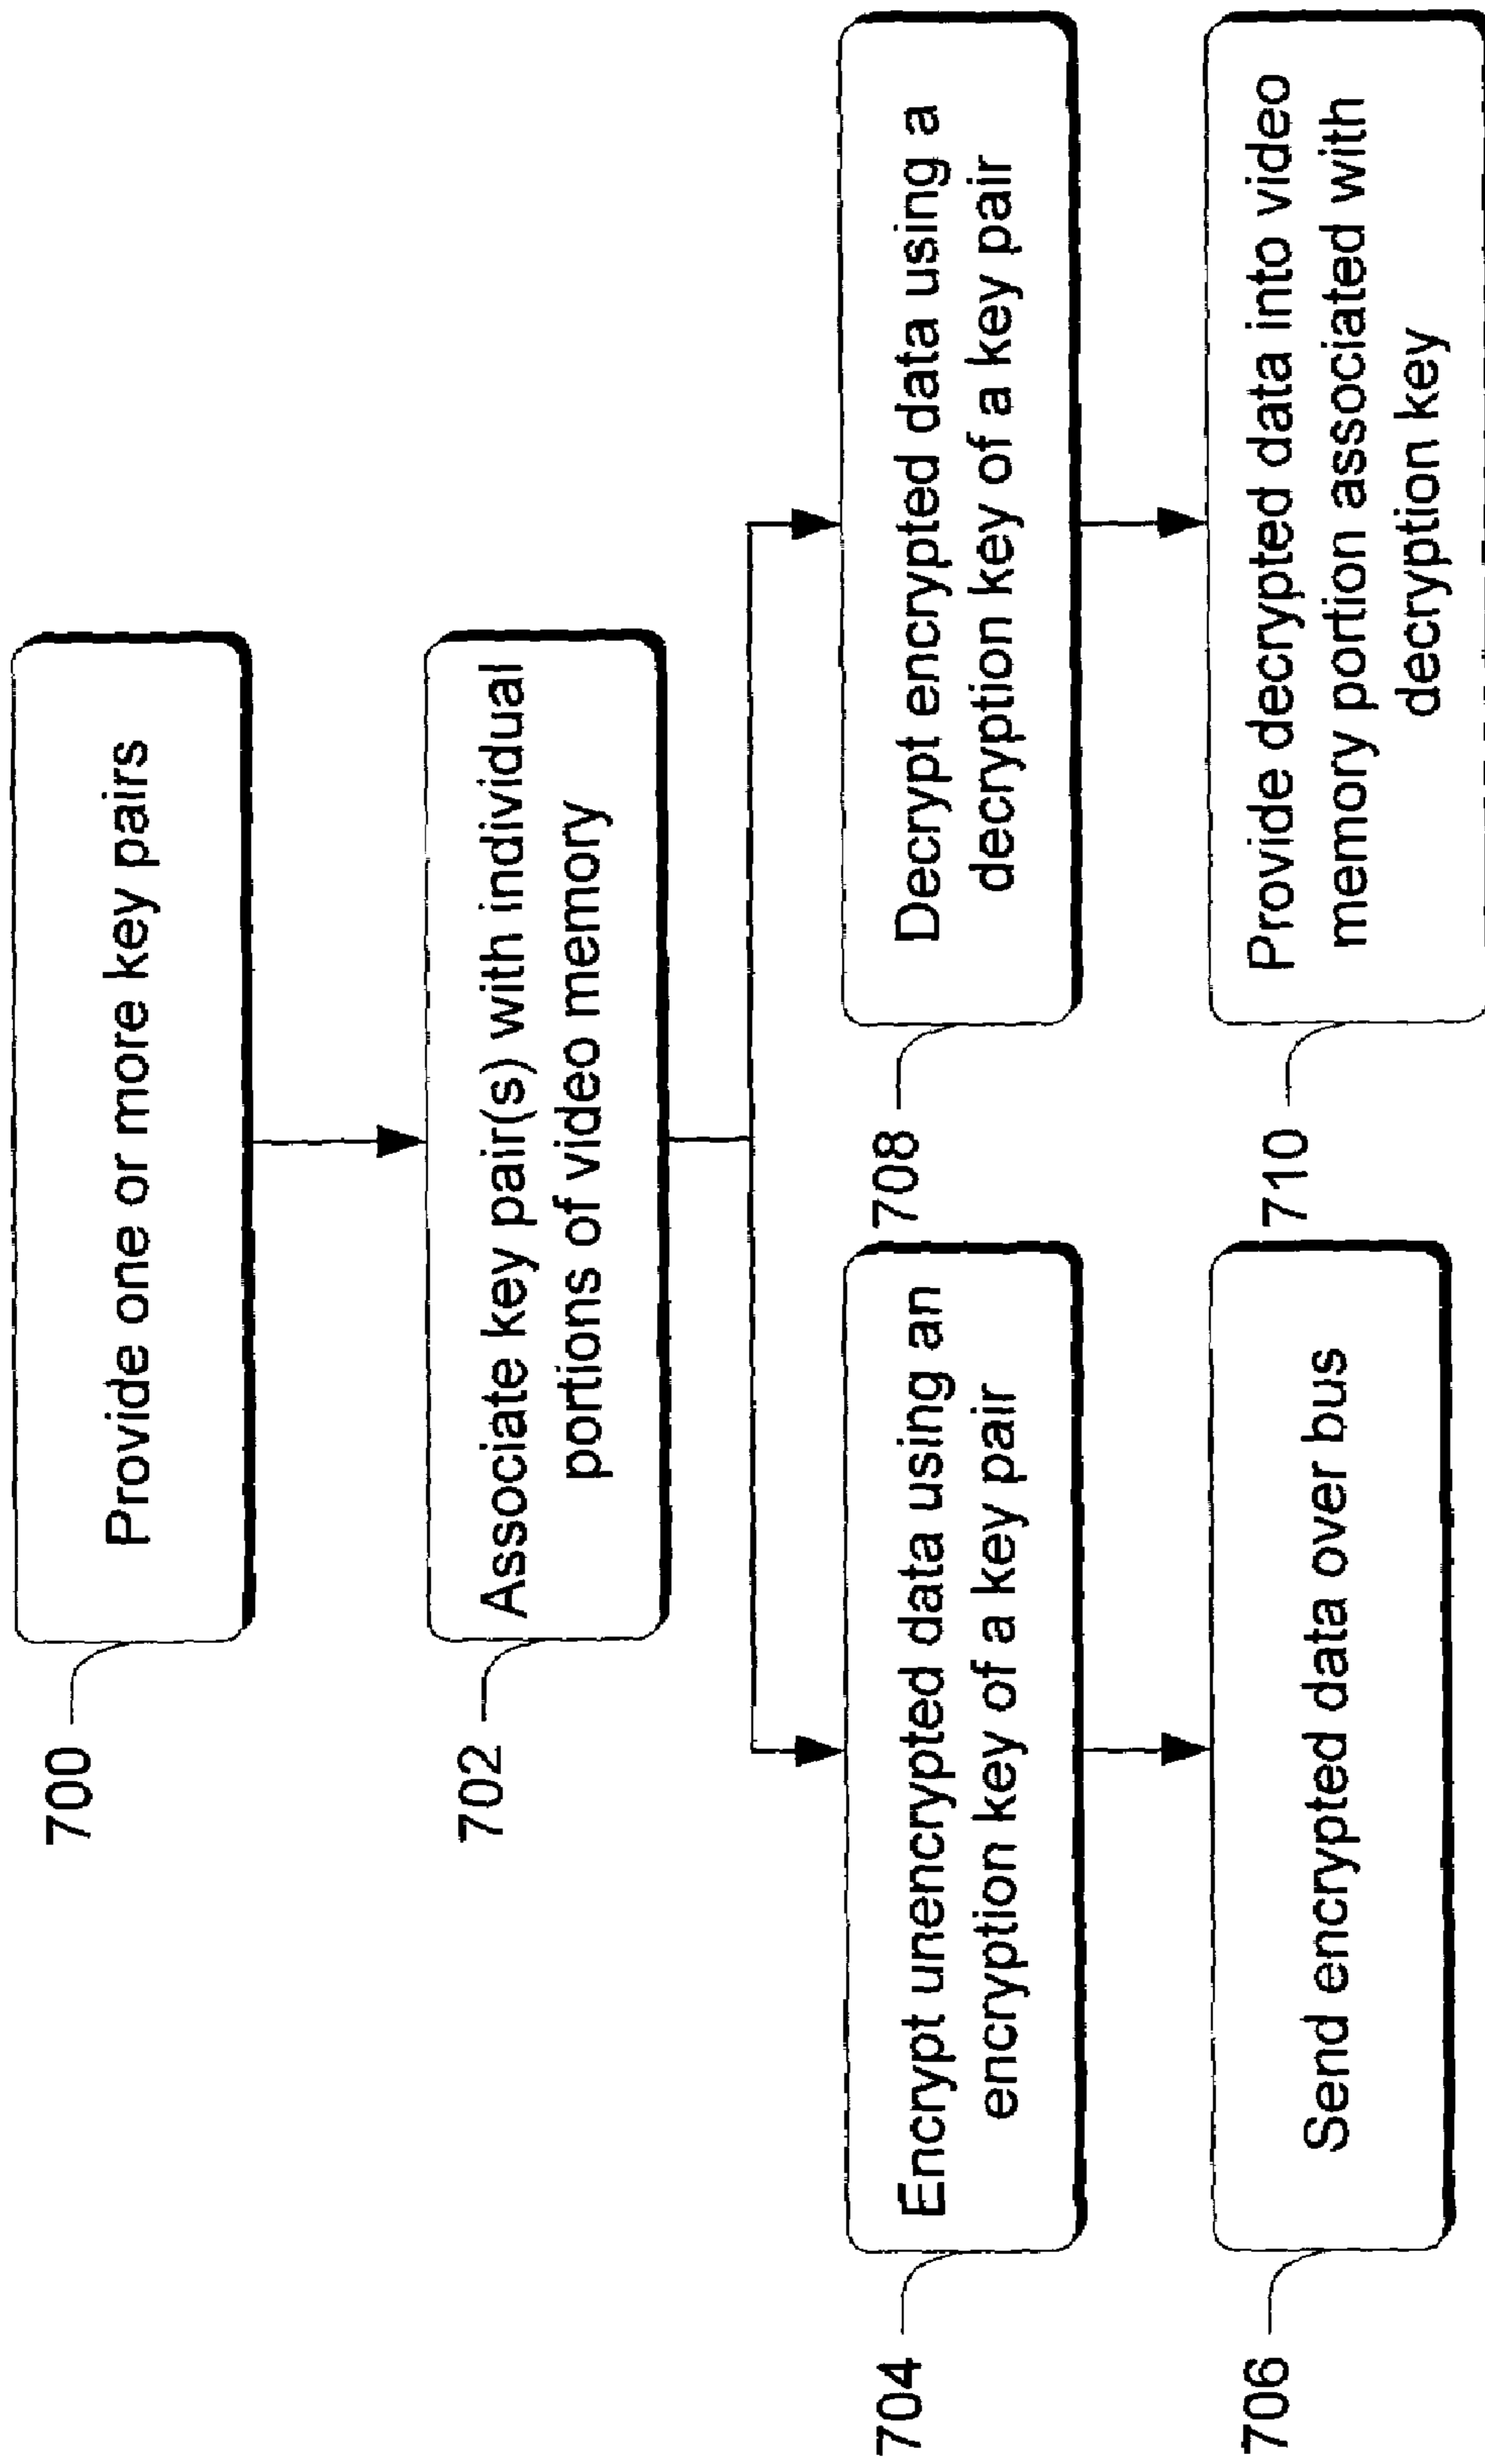 700
Provide one or more key pairs
702
Associate key pair(s) with individual
portions of video memory
704
Encrypt unencrypted data using an
encryption key of a key pair
706
Send encrypted data over bus
708
Decrypt encrypted data using a
decryption key of a key pair
710
Provide decrypted data into video
memory portion associated with
decryption key